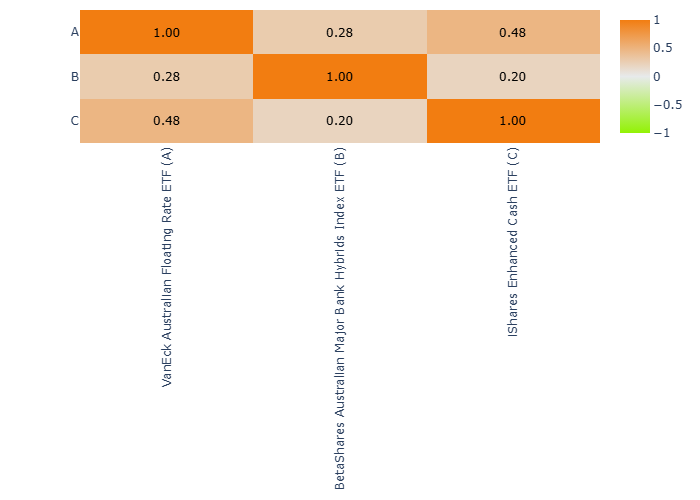 A
1.00
0.28
0.48
B
0.28
1.00
0.20
C
0.48
0.20
1.00
1
0.5
0
−0.5
−1
VanEck Australian Floating Rate ETF (A)
BetaShares Australian Major Bank Hybrids Index ETF (B)
iShares Enhanced Cash ETF (C)